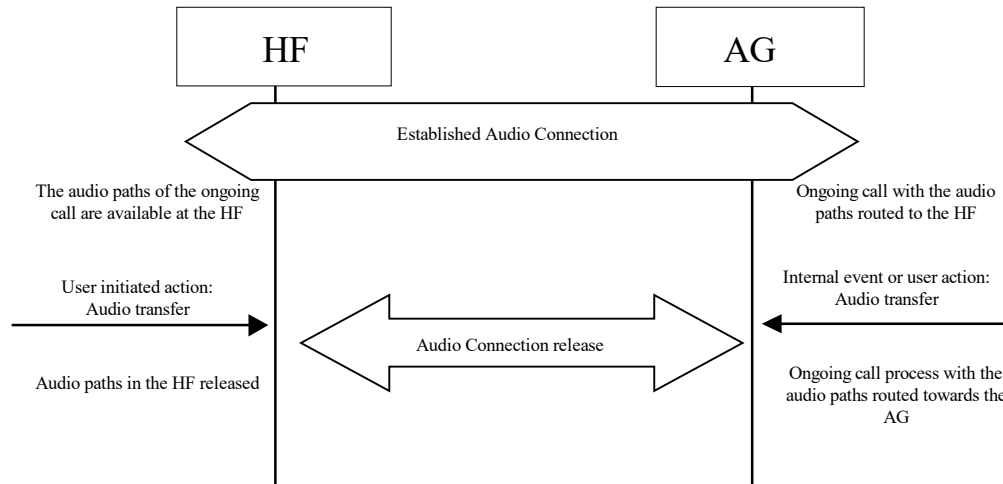 HF
AG
Established Audio Connection
The audio paths of the ongoing
call are available at the HF
Ongoing call with the audio
paths routed to the HF
User initiated action:
Audio transfer
Internal event or user action:
Audio transfer
Audio Connection release
Audio paths in the HF released
Ongoing call process with the
audio paths routed towards the
AG